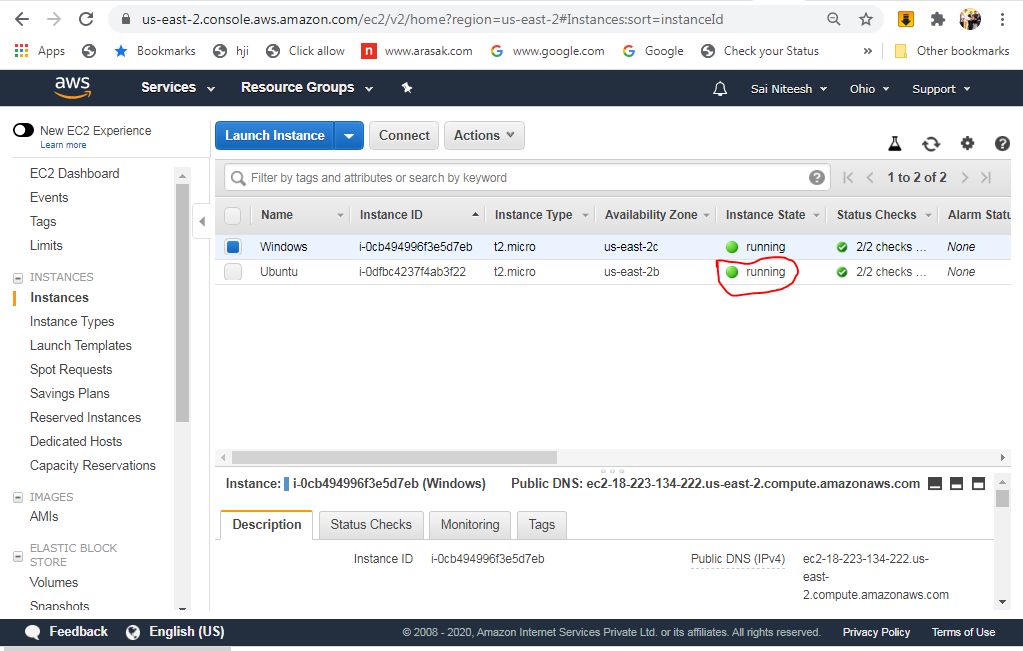 us-east-2.console.aws.amazon.com/ec2/v2/home?region=us-east-2#Instances:sort=instanceId
Apps Bookmarks hji Click allow n www.arasak.com G www.google.com G Google Check your Status » Other bookmarks
aws Services Resource Groups Sai Niteesh Ohio Support
New EC2 Experience
Learn more
EC2 Dashboard
Events
Tags
Limits
INSTANCES
Instances
Instance Types
Launch Templates
Spot Requests
Savings Plans
Reserved Instances
Dedicated Hosts
Capacity Reservations
IMAGES
AMIs
ELASTIC BLOCK
STORE
Volumes
Snapshots
Launch Instance Connect Actions
Filter by tags and attributes or search by keyword 1 to 2 of 2
Name Instance ID Instance Type Availability Zone Instance State Status Checks Alarm Statu
Windows i-0cb494996f3e5d7eb t2.micro us-east-2c running 2/2 checks ... None
Ubuntu i-0dfbc4237f4ab3f22 t2.micro us-east-2b running 2/2 checks ... None
Instance: i-0cb494996f3e5d7eb (Windows) Public DNS: ec2-18-223-134-222.us-east-2.compute.amazonaws.com
Description Status Checks Monitoring Tags
Instance ID i-0cb494996f3e5d7eb Public DNS (IPv4) ec2-18-223-134-222.us-
east-
2.compute.amazonaws.com
Feedback English (US) © 2008 - 2020, Amazon Internet Services Private Ltd. or its affiliates. All rights reserved. Privacy Policy Terms of Use